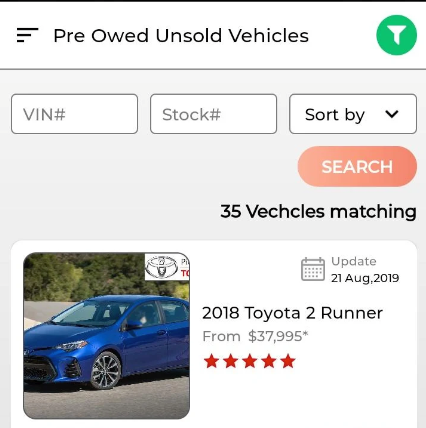 Pre Owed Unsold Vehicles
VIN#
Stock#
Sort by
SEARCH
35 Vechcles matching
Update
21 Aug,2019
2018 Toyota 2 Runner
From $37,995*